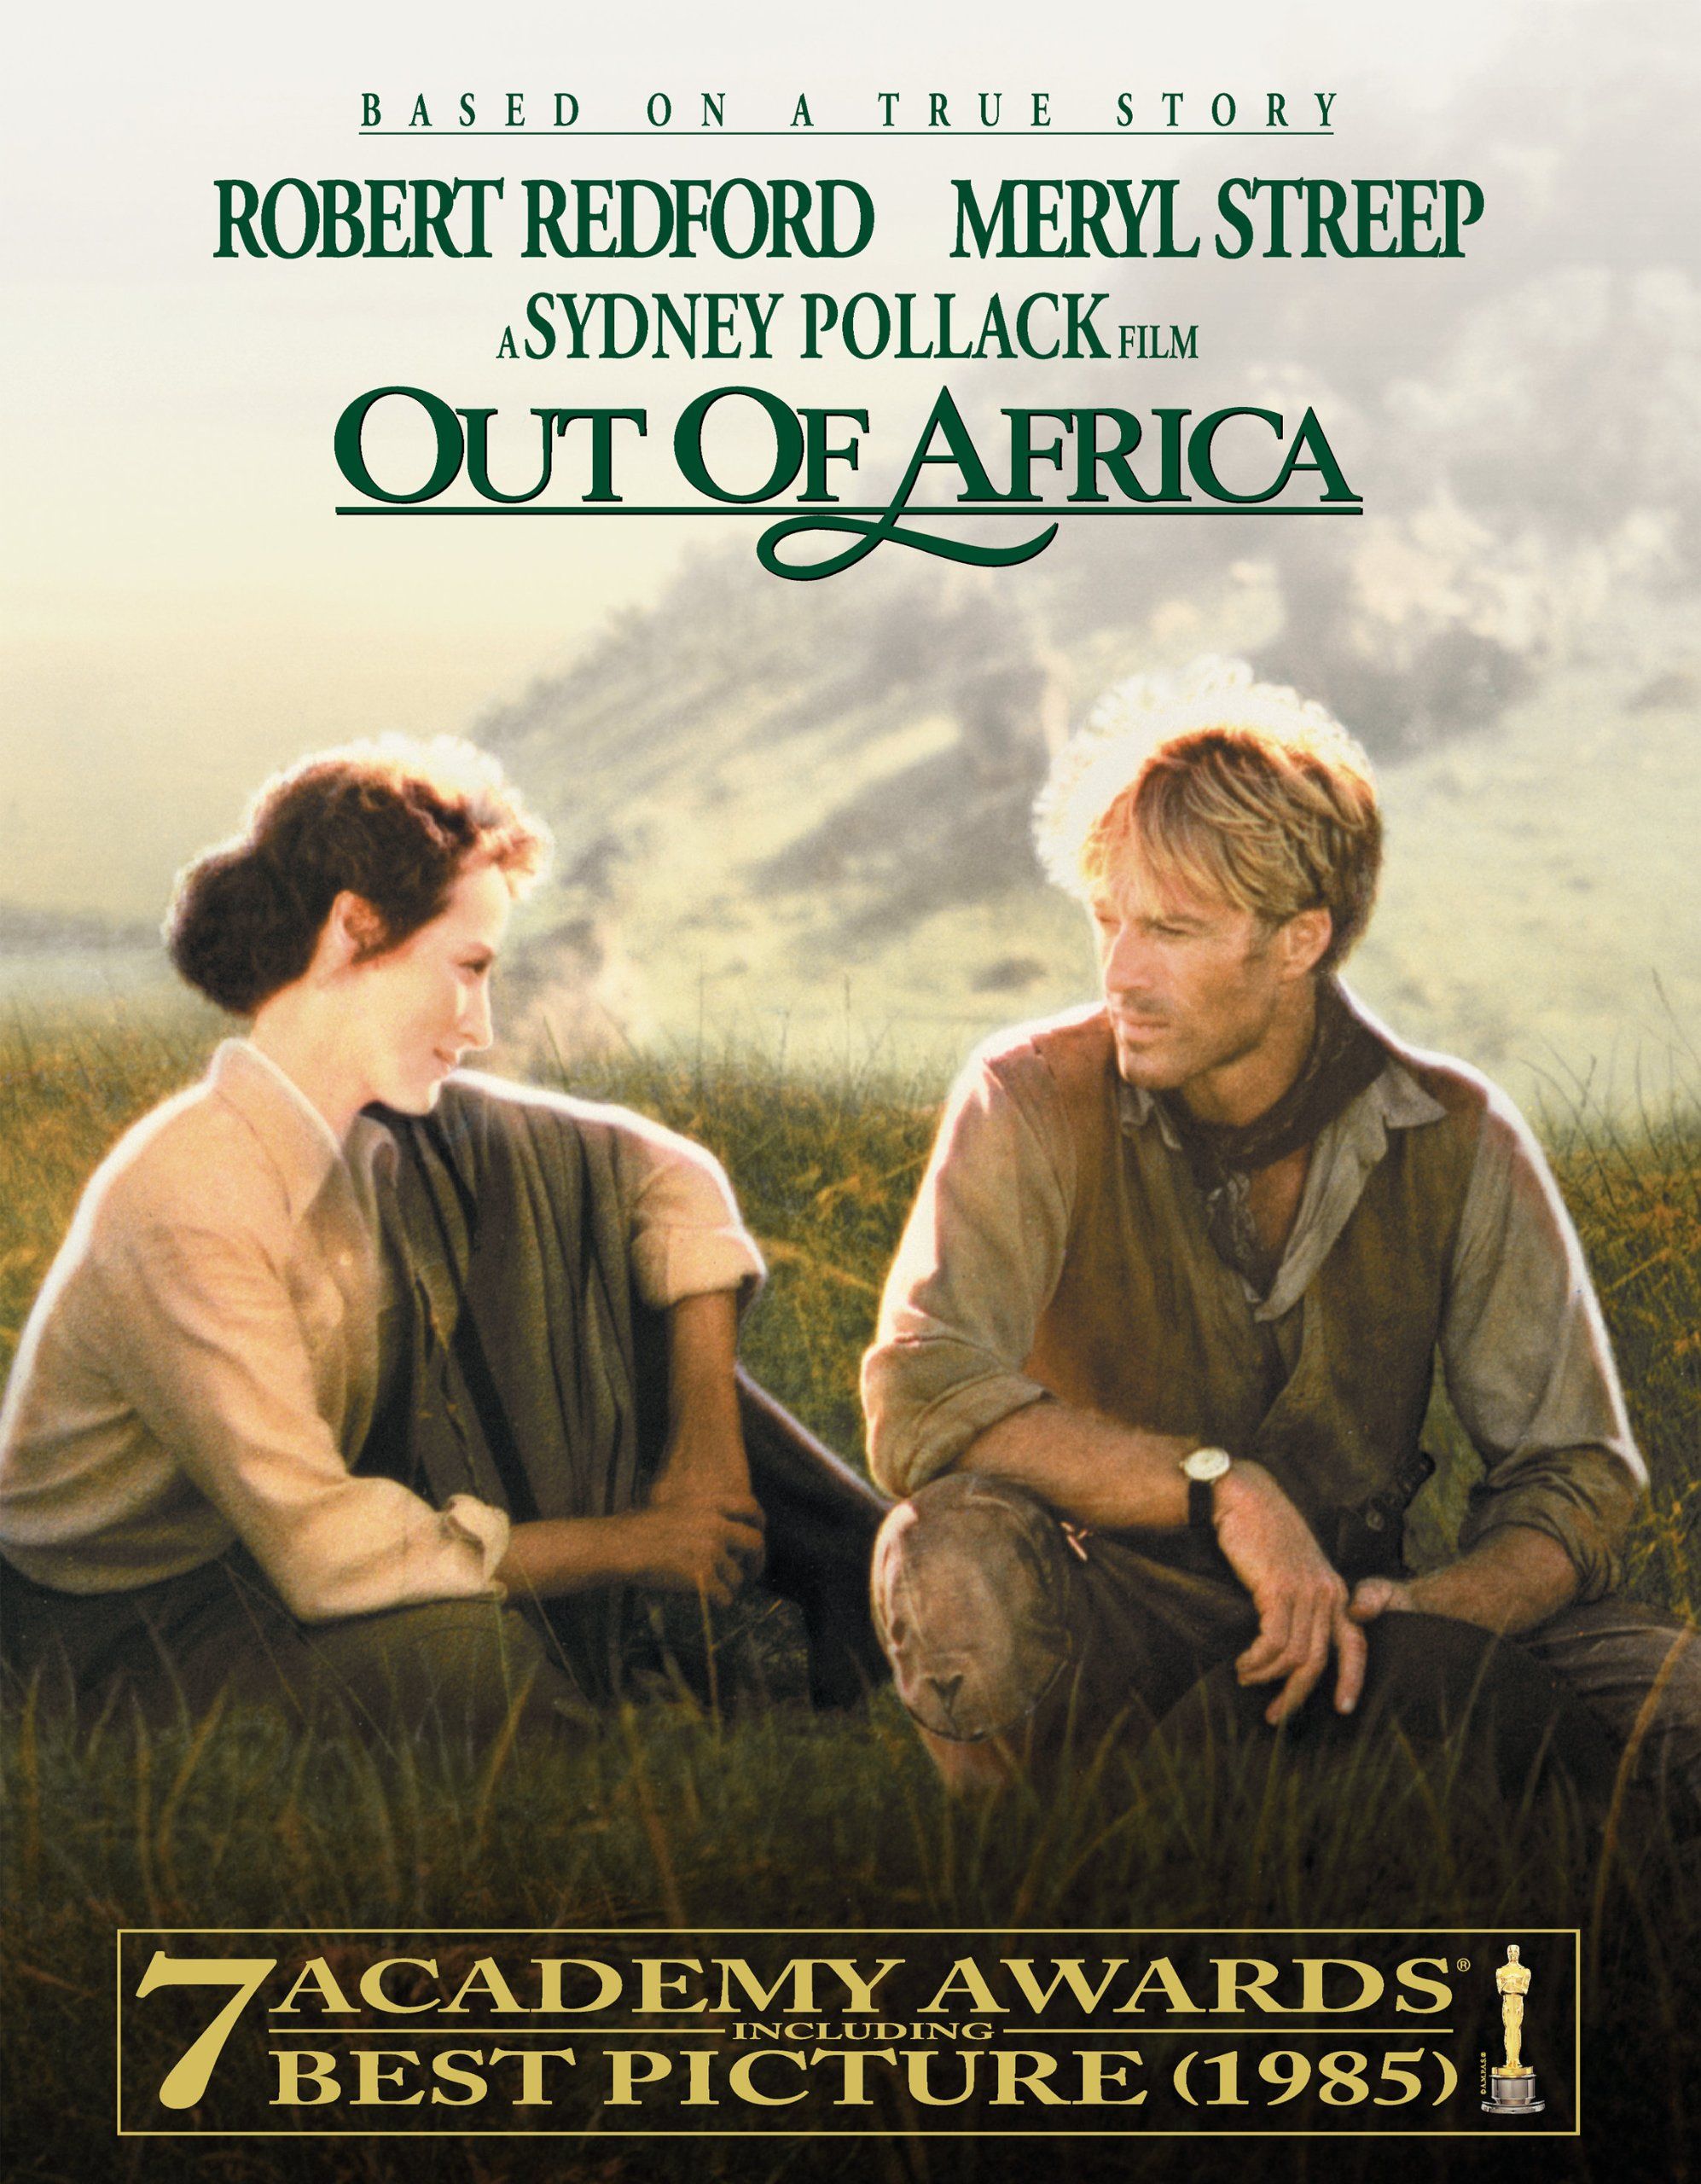 BASED ON A TRUE STORY
ROBERT REDFORD MERYL STREEP
A SYDNEY POLLACK FILM
OUT OF AFRICA
7 ACADEMY AWARDS®
INCLUDING
BEST PICTURE (1985)
©A.M.P.A.S.®